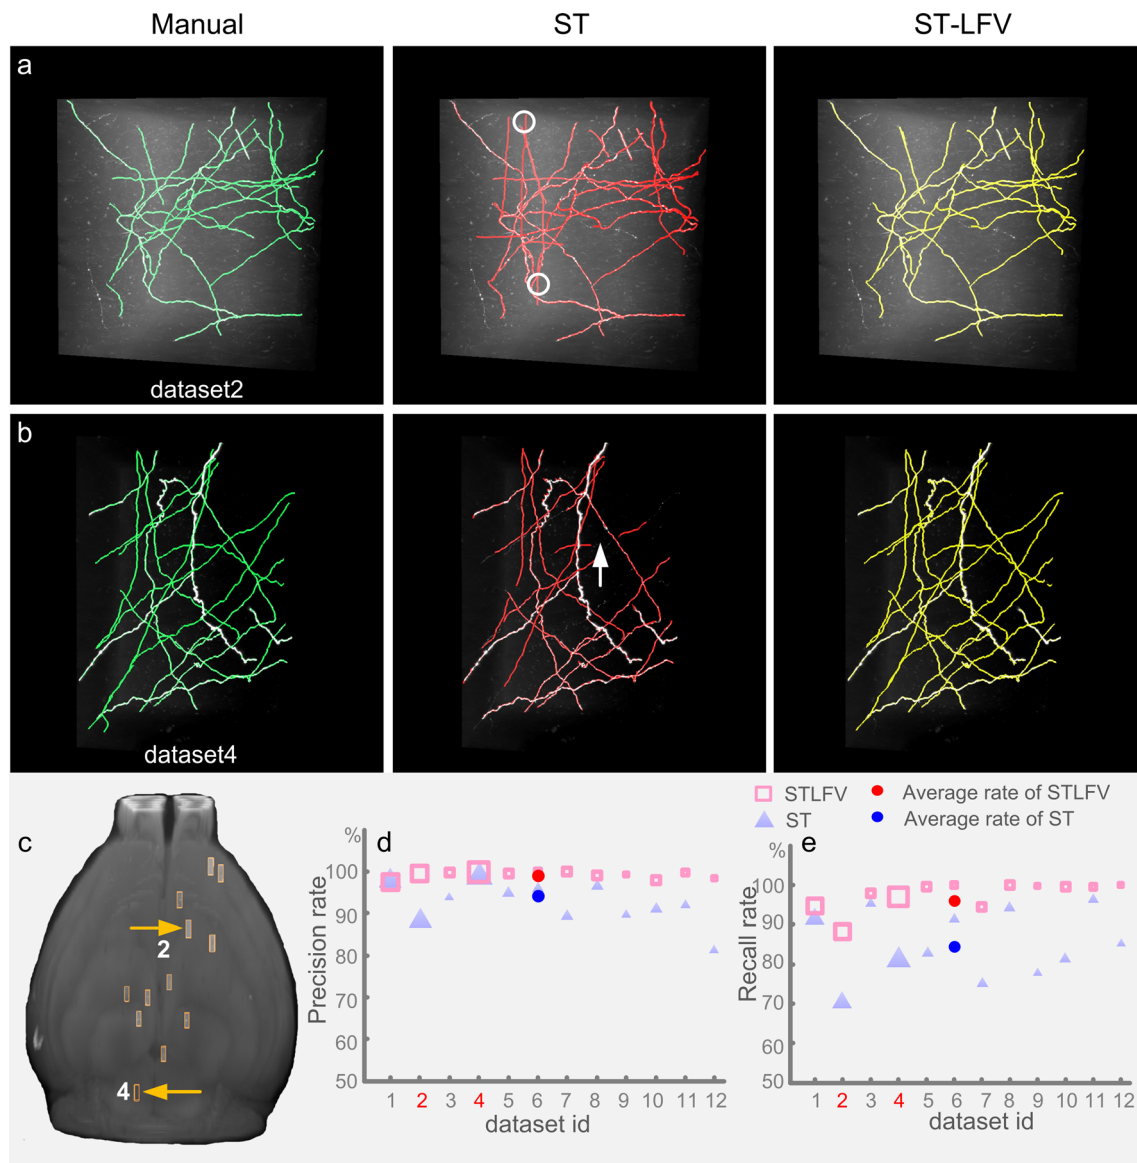 Manual ST ST-LFV
a
dataset2
b
dataset4
STLFV Average rate of STLFV
ST Average rate of ST
c
2
4
d
%
100
90
80
70
60
50
Precision rate
1 2 3 4 5 6 7 8 9 10 11 12
dataset id
e
%
100
90
80
70
60
50
Recall rate
1 2 3 4 5 6 7 8 9 10 11 12
dataset id